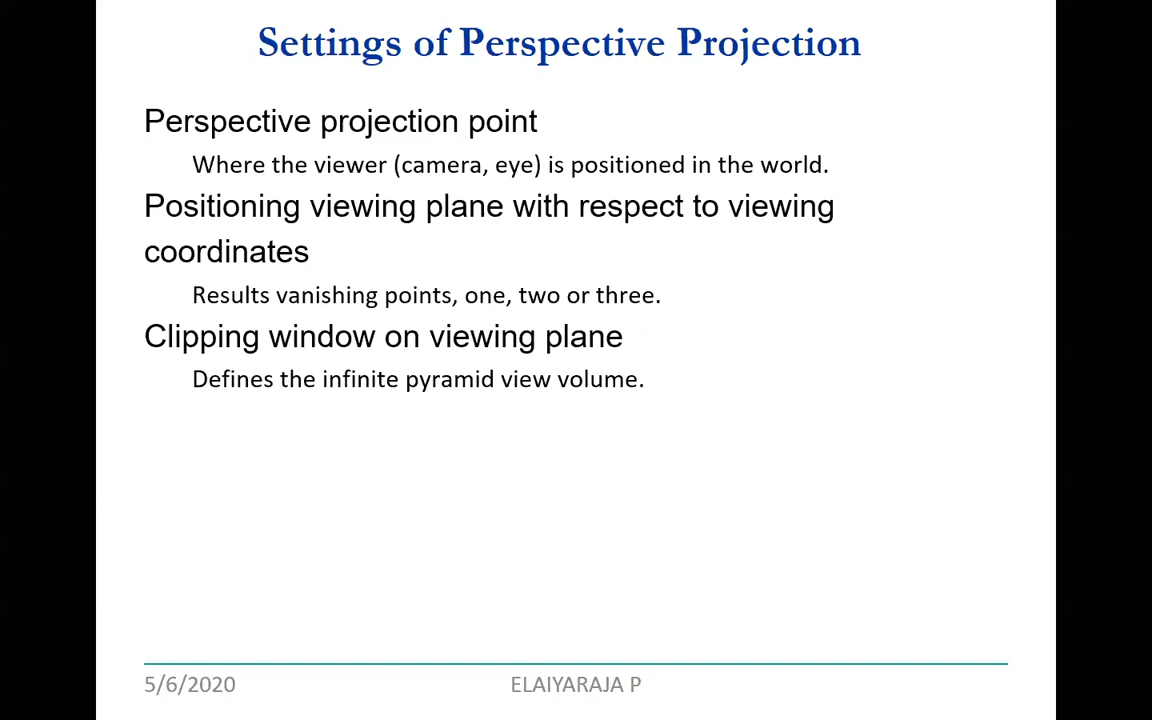 Settings of Perspective Projection
Perspective projection point
Where the viewer (camera, eye) is positioned in the world.
Positioning viewing plane with respect to viewing
coordinates
Results vanishing points, one, two or three.
Clipping window on viewing plane
Defines the infinite pyramid view volume.
5/6/2020
ELAIYARAJA P